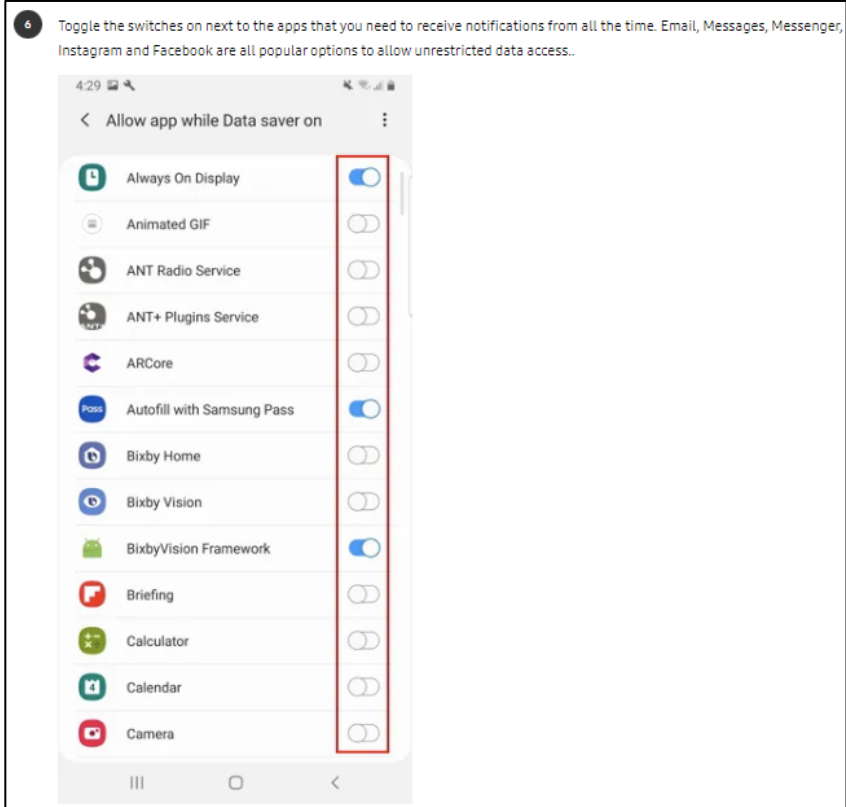 6
Toggle the switches on next to the apps that you need to receive notifications from all the time. Email, Messages, Messenger,
Instagram and Facebook are all popular options to allow unrestricted data access..
4:29
Allow app while Data saver on
Always On Display
Animated GIF
ANT Radio Service
ANT+ Plugins Service
ARCore
Pass
Autofill with Samsung Pass
Bixby Home
Bixby Vision
BixbyVision Framework
Briefing
Calculator
4
Calendar
Camera